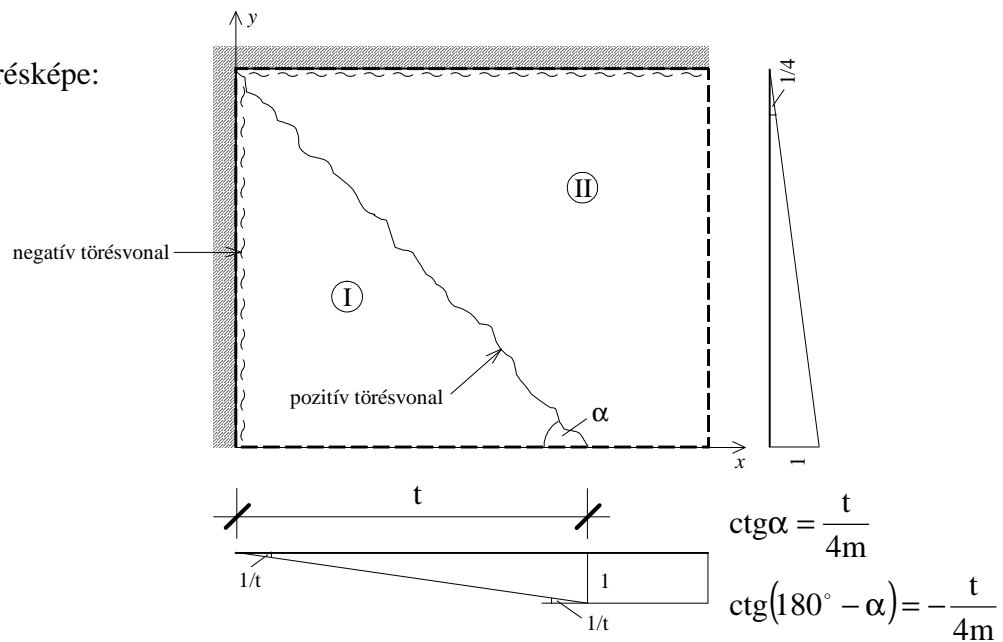 y
résképe:
1/4
II
negatív törésvonal
I
pozitív törésvonal
α
x
1
t
ctgα = t/4m
1/t
1
1/t
ctg(180° − α) = − t/4m